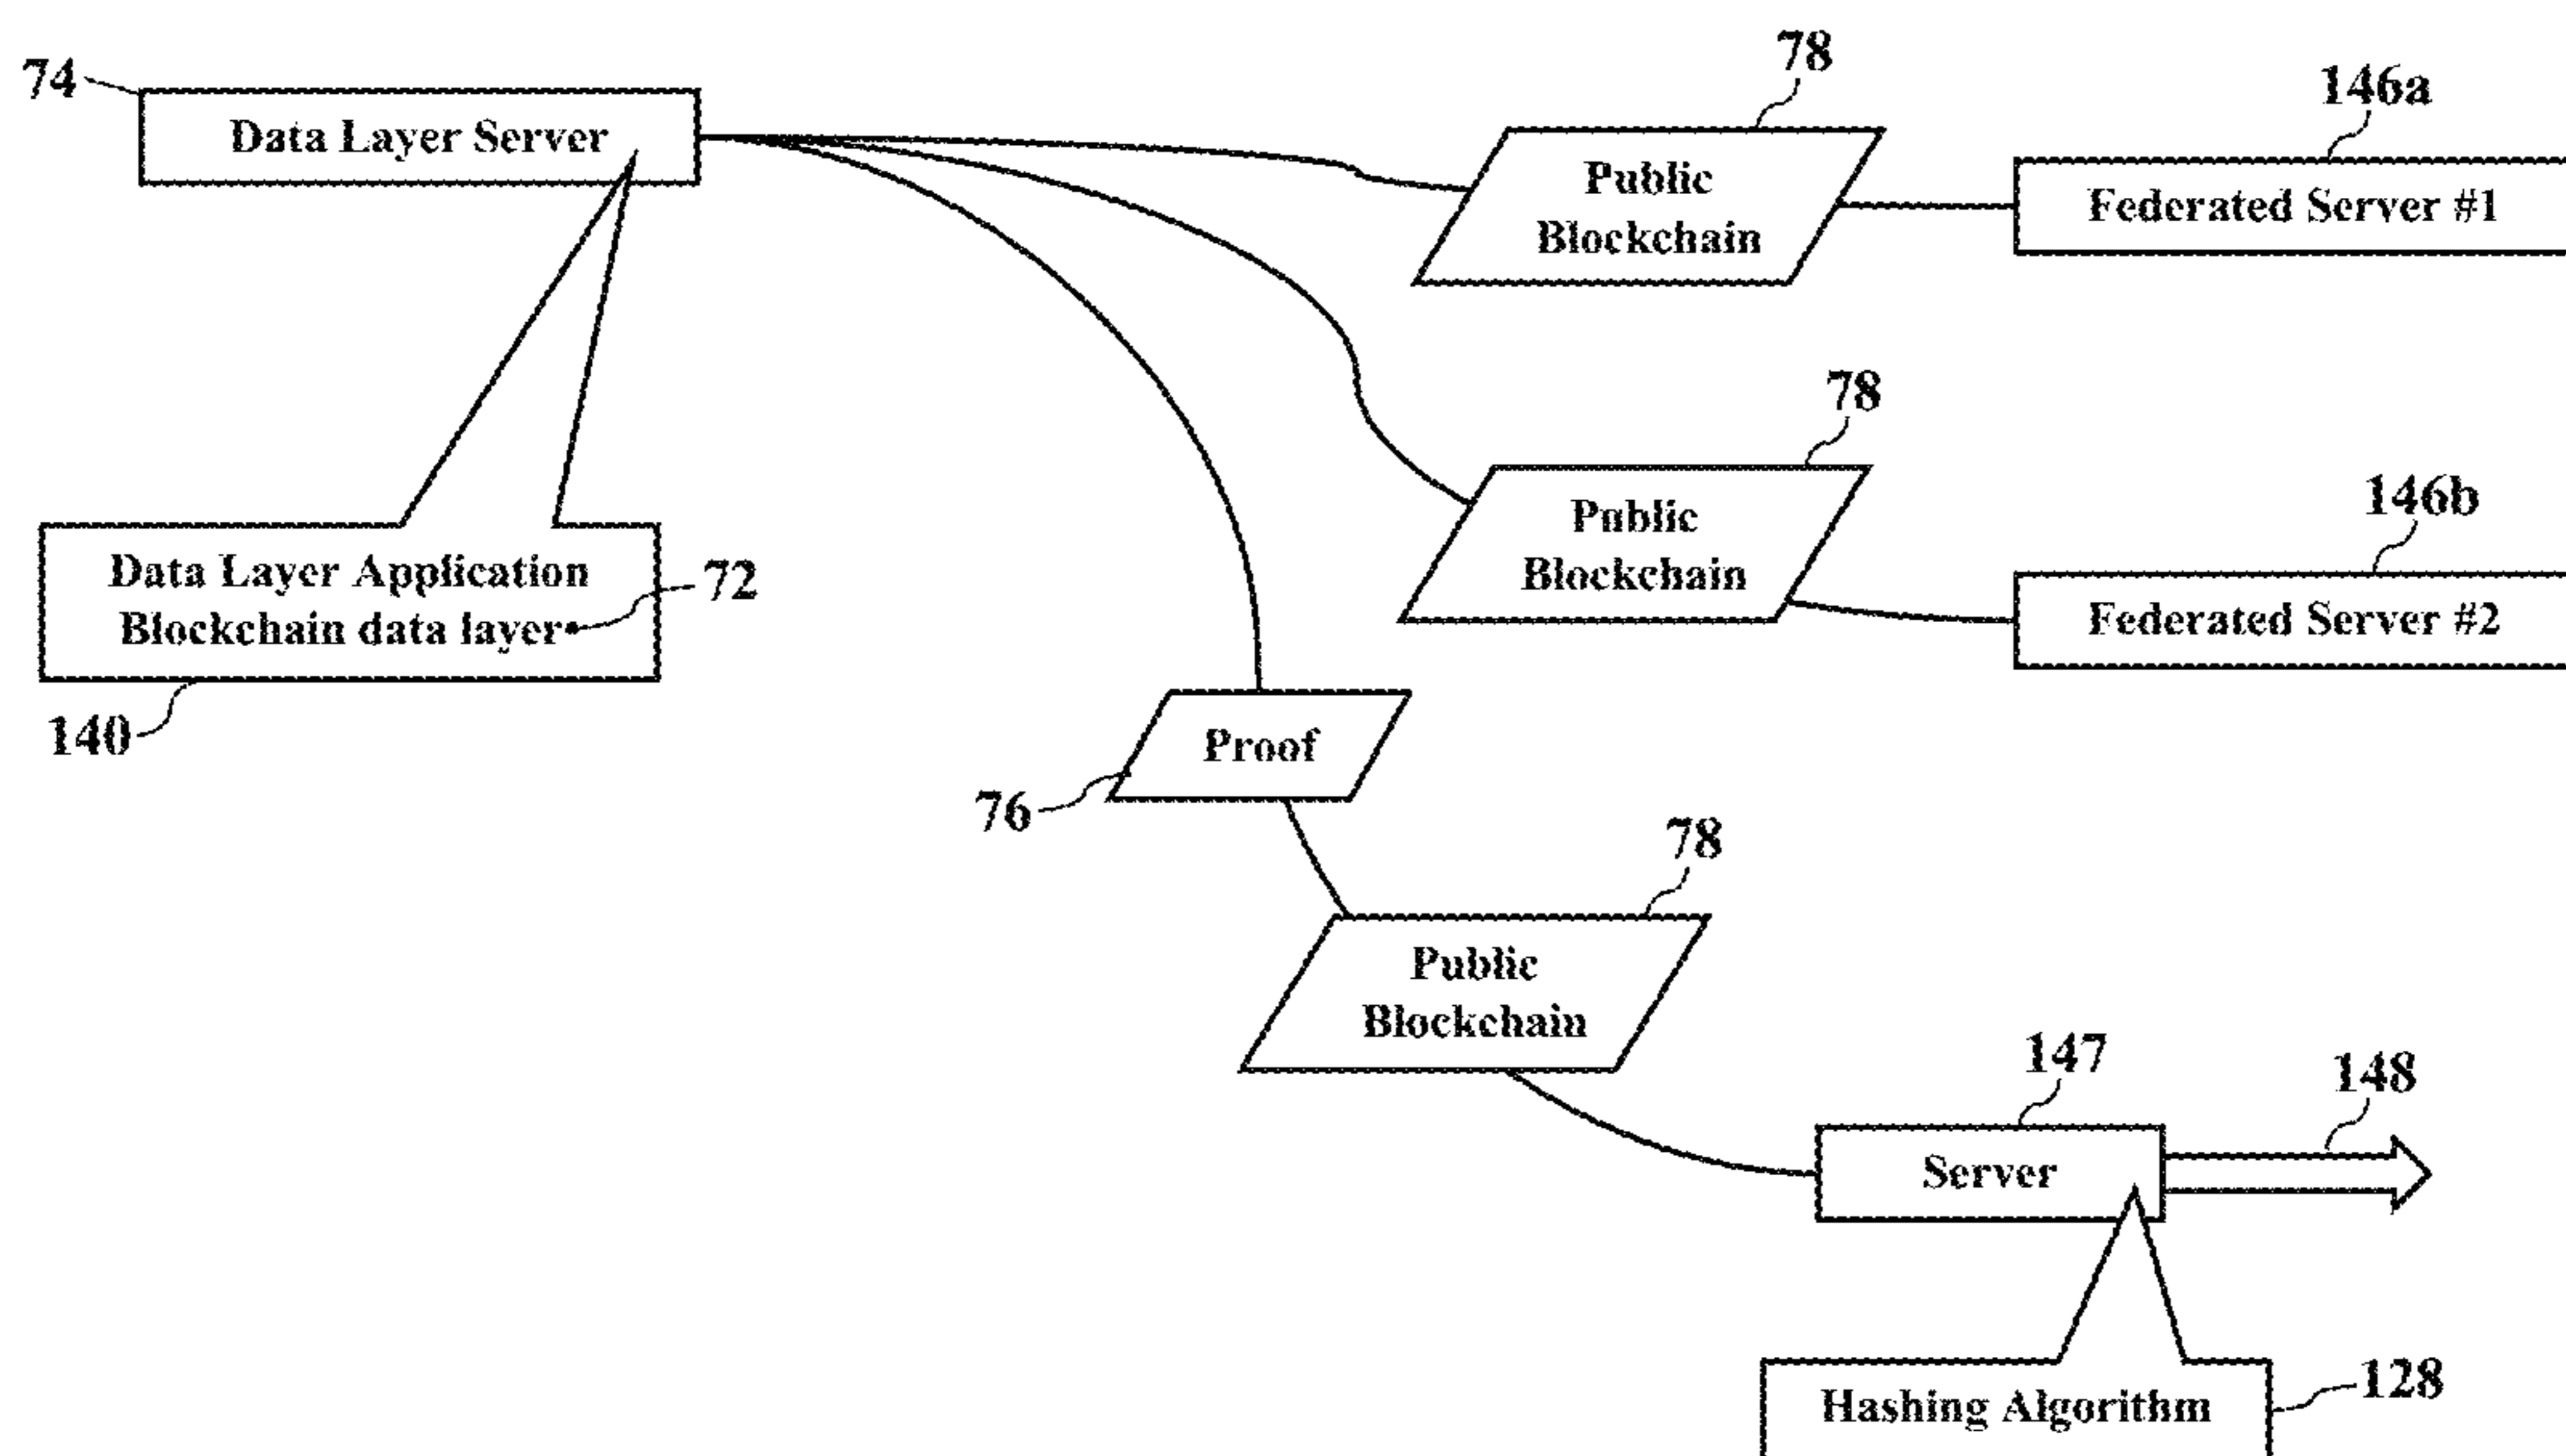 78
146a
74
Data Layer Server
Public
Blockchain
Federated Server #1
78
146b
Public
Blockchain
Data Layer Application
Blockchain data layer•
72
Federated Server #2
140
Proof
76
78
Public
Blockchain
147
148
Server
Hashing Algorithm
128